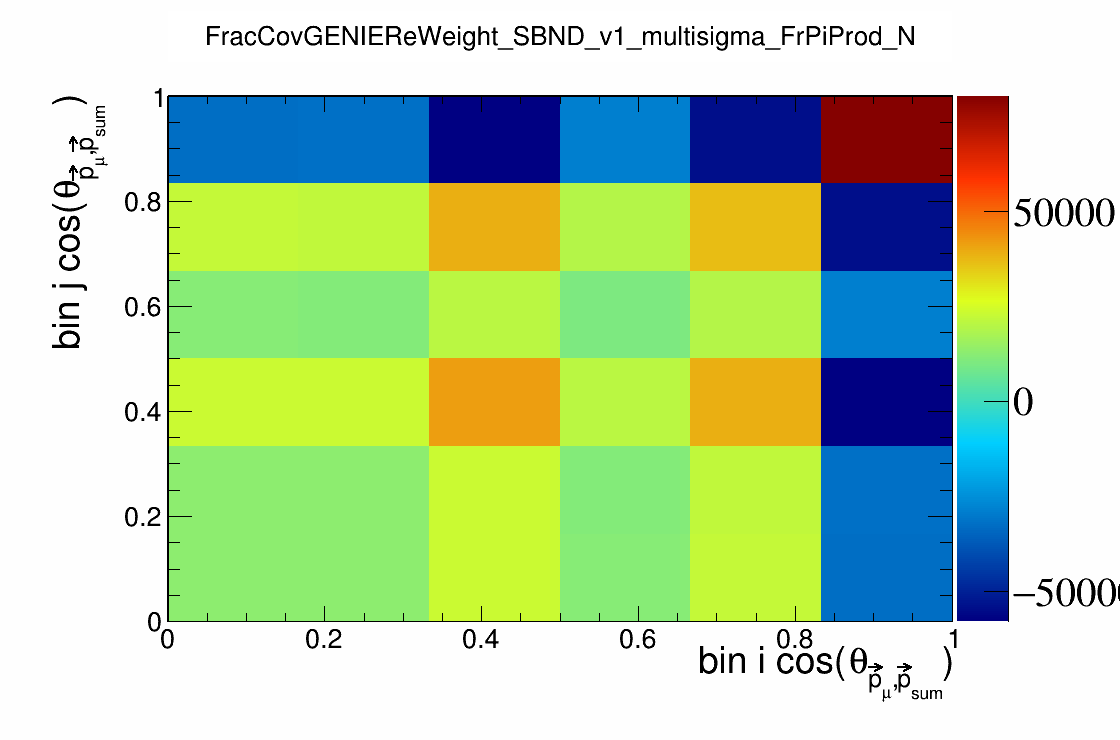 FracCovGENIEReWeight_SBND_v1_multisigma_FrPiProd_N
bin j cos(θp⃗μ,p⃗sum)
1
0.8
0.6
0.4
0.2
0
0 0.2 0.4 0.6 0.8 1
bin i cos(θp⃗μ,p⃗sum)
50000
0
−5000